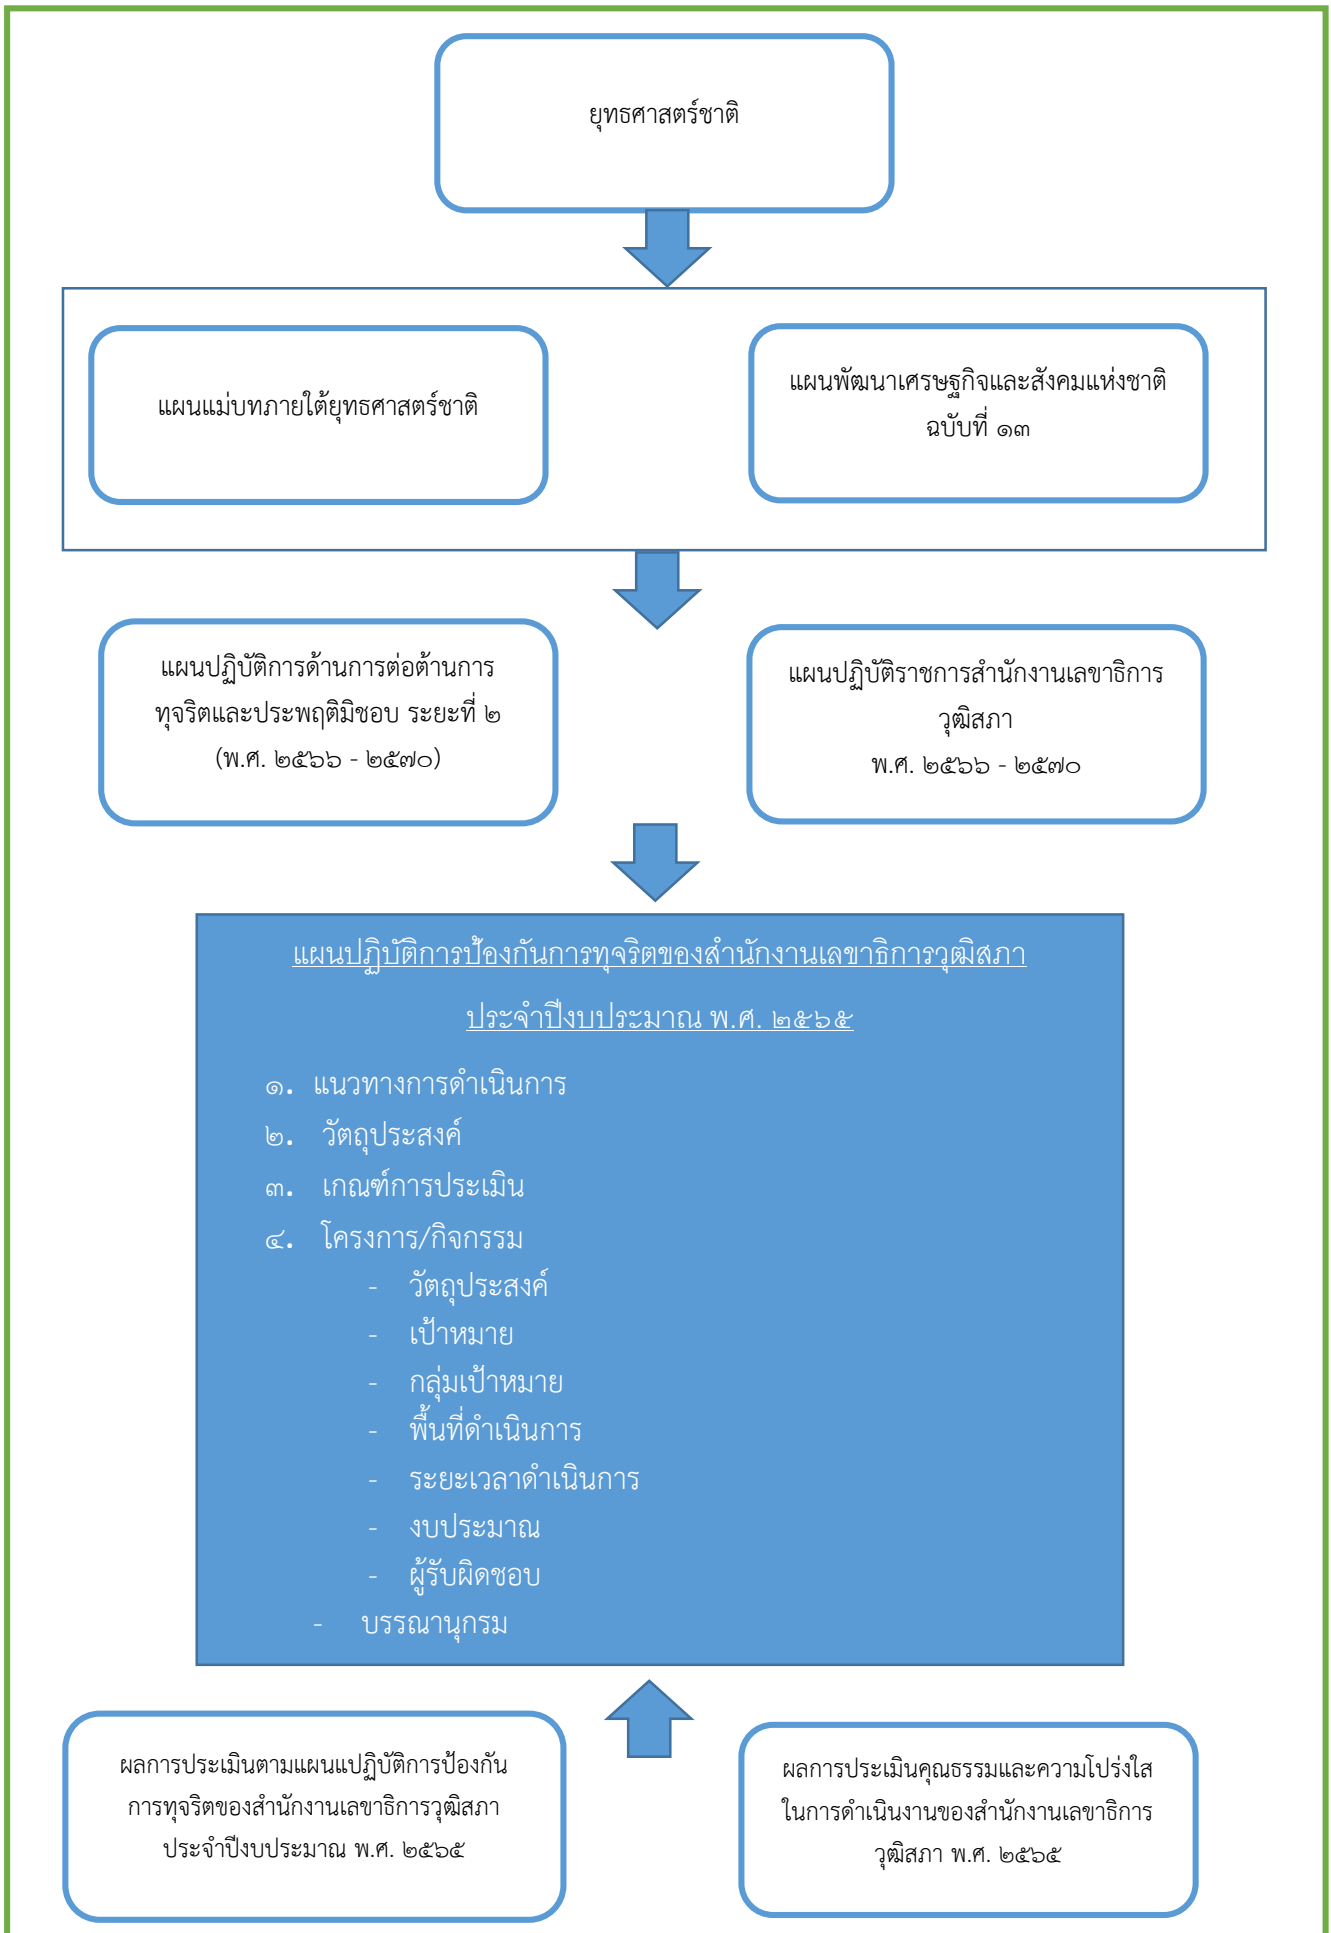 ยุทธศาสตร์ชาติ
แผนแม่บทภายใต้ยุทธศาสตร์ชาติ
แผนพัฒนาเศรษฐกิจและสังคมแห่งชาติ
ฉบับที่ ๑๓
แผนปฏิบัติการด้านการต่อต้านการ
ทุจริตและประพฤติมิชอบ ระยะที่ ๒
(พ.ศ. ๒๕๖๖ - ๒๕๗๐)
แผนปฏิบัติราชการสำนักงานเลขาธิการ
วุฒิสภา
พ.ศ. ๒๕๖๖ - ๒๕๗๐
แผนปฏิบัติการป้องกันการทุจริตของสำนักงานเลขาธิการวุฒิสภา
ประจำปีงบประมาณ พ.ศ. ๒๕๖๕
๑. แนวทางการดำเนินการ
๒. วัตถุประสงค์
๓. เกณฑ์การประเมิน
๔. โครงการ/กิจกรรม
- วัตถุประสงค์
- เป้าหมาย
- กลุ่มเป้าหมาย
- พื้นที่ดำเนินการ
- ระยะเวลาดำเนินการ
- งบประมาณ
- ผู้รับผิดชอบ
- บรรณานุกรม
ผลการประเมินตามแผนแปฏิบัติการป้องกัน
การทุจริตของสำนักงานเลขาธิการวุฒิสภา
ประจำปีงบประมาณ พ.ศ. ๒๕๖๕
ผลการประเมินคุณธรรมและความโปร่งใส
ในการดำเนินงานของสำนักงานเลขาธิการ
วุฒิสภา พ.ศ. ๒๕๖๕